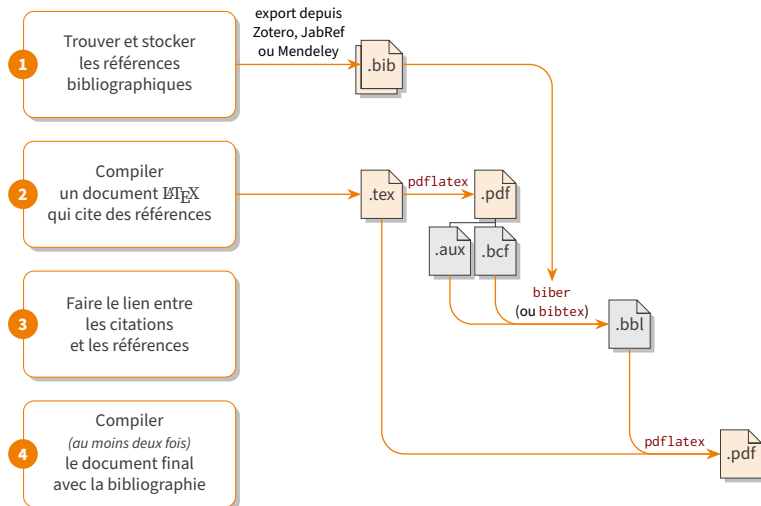 export depuis
Zotero, JabRef
ou Mendeley
1
Trouver et stocker
les références
bibliographiques
.bib
2
Compiler
un document LATEX
qui cite des références
.tex
pdflatex
.pdf
.aux
.bcf
3
Faire le lien entre
les citations
et les références
biber
(ou bibtex)
.bbl
4
Compiler
(au moins deux fois)
le document final
avec la bibliographie
pdflatex
.pdf